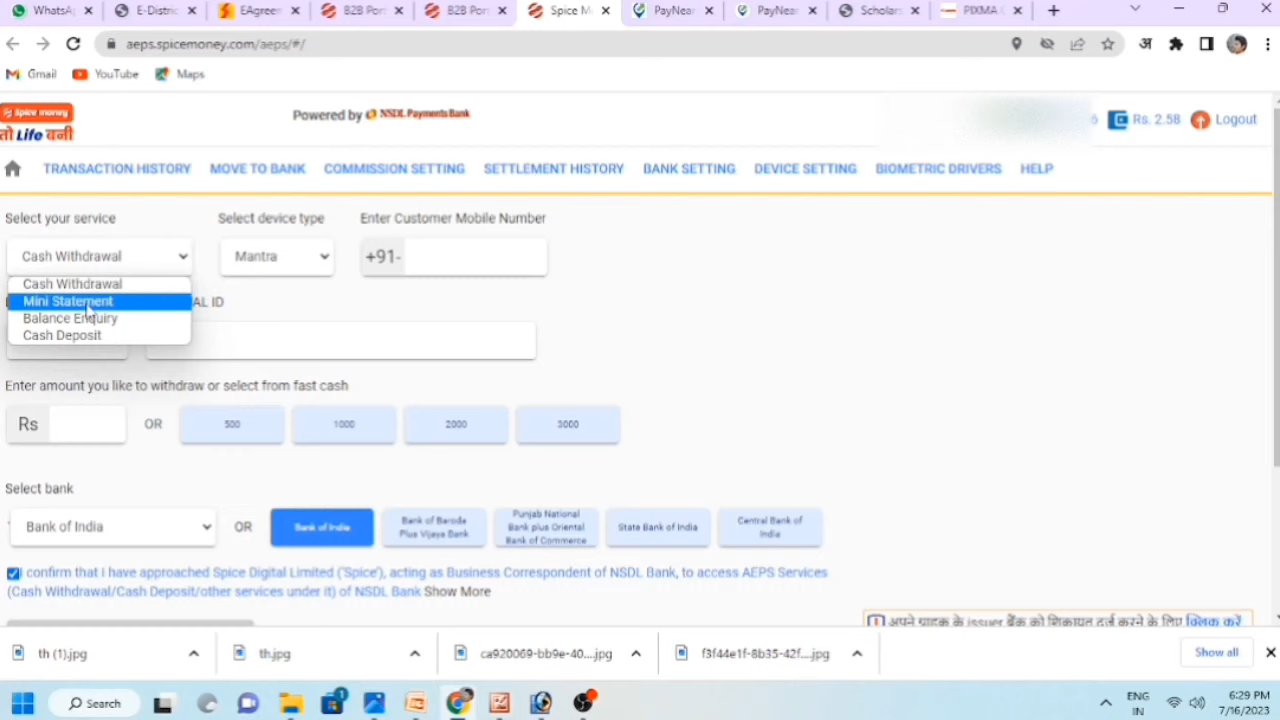 WhatsA
E-Distric
EAgreem
B2B Port
B2B Port
Spice Mo
PayNear
PayNear
Scholars
PIXMA G
aeps.spicemoney.com/aeps/#/
अ
Gmail YouTube Maps
spice money
तो Life बनी
Powered by NSDL Payments Bank
6 Rs. 2.58 Logout
TRANSACTION HISTORY MOVE TO BANK COMMISSION SETTING SETTLEMENT HISTORY BANK SETTING DEVICE SETTING BIOMETRIC DRIVERS HELP
Select your service Select device type Enter Customer Mobile Number
Cash Withdrawal Mantra +91-
Cash Withdrawal
Mini Statement
Balance Enquiry
Cash Deposit
AL ID
Enter amount you like to withdraw or select from fast cash
Rs OR 500 1000 2000 3000
Select bank
Bank of India OR Bank of India
Bank of Baroda
Plus Vijaya Bank
Punjab National
Bank plus Oriental
Bank of Commerce
State Bank of India
Central Bank of
India
I confirm that I have approached Spice Digital Limited ('Spice'), acting as Business Correspondent of NSDL Bank, to access AEPS Services
(Cash Withdrawal/Cash Deposit/other services under it) of NSDL Bank Show More
अपने ग्राहक के issuer बैंक को शिकायत दर्ज करने के लिए क्लिक करें
th (1).jpg th.jpg ca920069-bb9e-40....jpg f3f44e1f-8b35-42f....jpg Show all
Search
1
ENG
IN
6:29 PM
7/16/2023